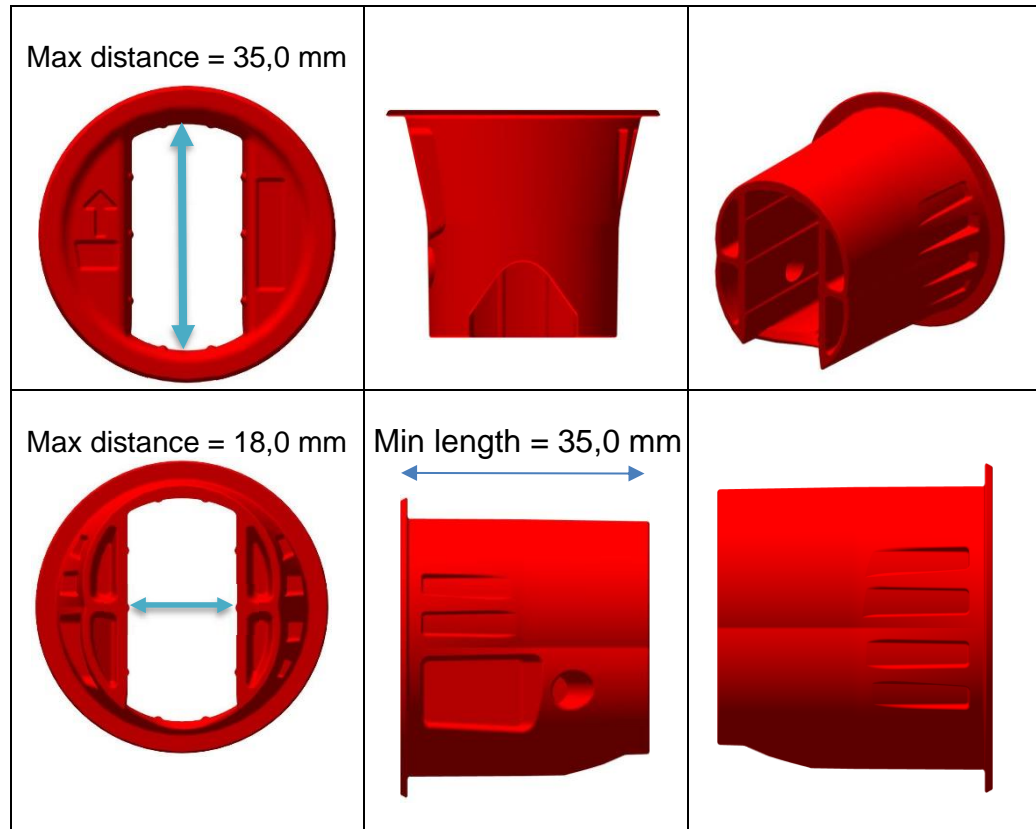 Max distance = 35,0 mm
Max distance = 18,0 mm
Min length = 35,0 mm